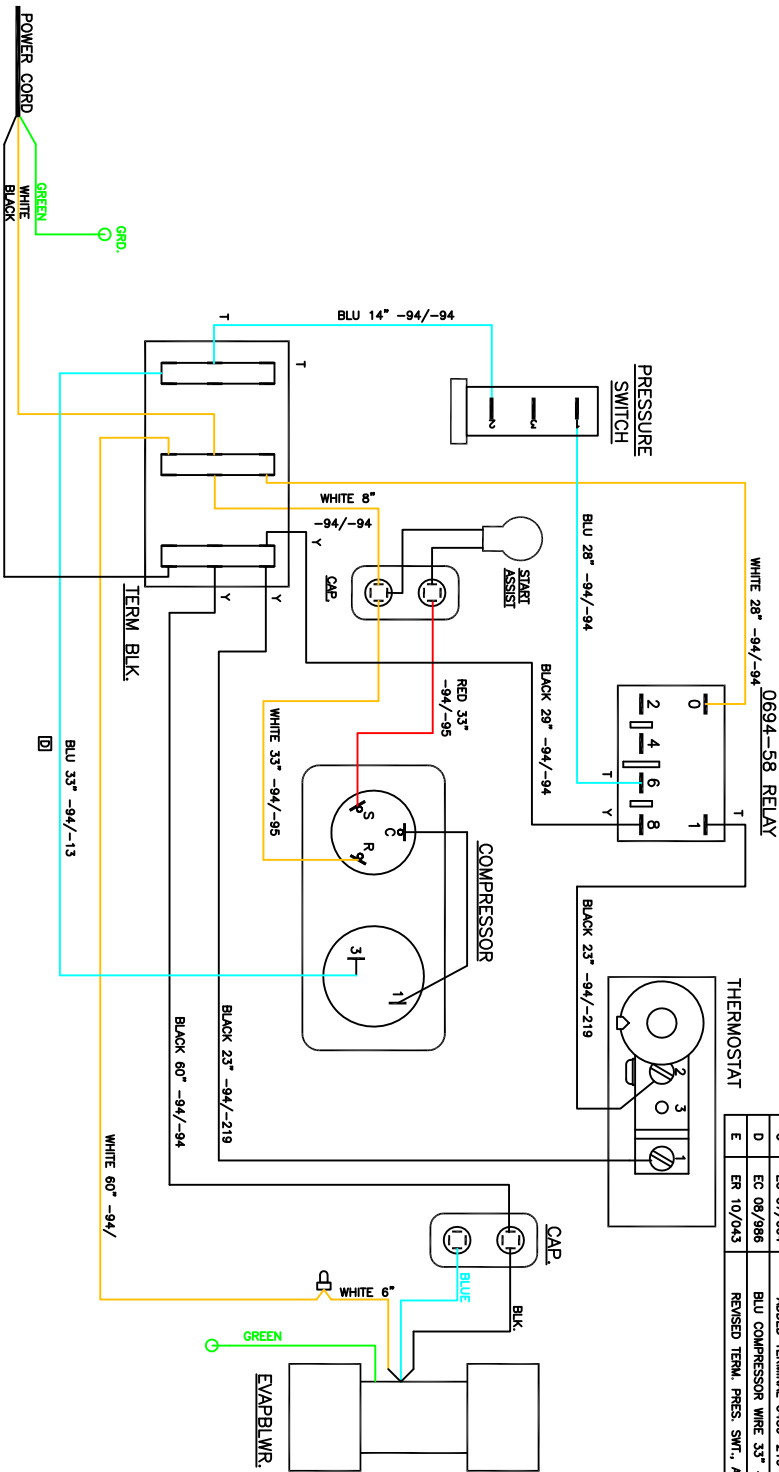 POWER CORD
GREEN
WHITE
BLACK
GRD.
T
BLU 14" -94/-94
T
PRESSURE
SWITCH
1
3
2
BLU 28" -94/-94
WHITE 28" -94/-94
0694-58 RELAY
0
1
2
4
6
8
T
T
Y
WHITE 8"
-94/-94
CAP.
START
ASSIST
TERM BLK.
Y
Y
Y
RED 33"
-94/-95
WHITE 33" -94/-95
BLACK 29" -94/-94
BLU 33" -94/-13
D
COMPRESSOR
S
C
R
3
1
BLACK 23" -94/-219
THERMOSTAT
2
3
1
BLACK 23" -94/-219
BLACK 60" -94/-94
WHITE 60" -94/
CAP.
BLUE
BLK.
WHITE 6"
GREEN
EVAPBLWR.
D EC 08/986 BLU COMPRESSOR WIRE 33"
E ER 10/043 REVISED TERM. PRES. SWT.,